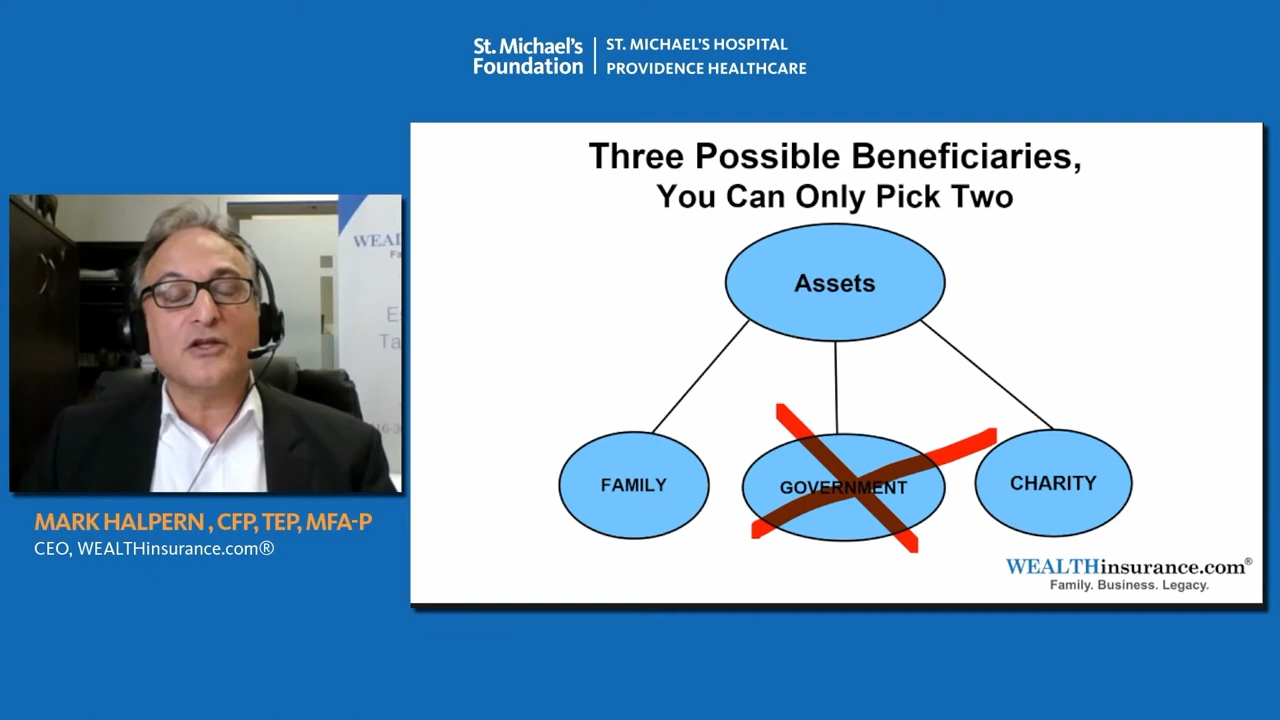 St. Michael's
Foundation
ST. MICHAEL'S HOSPITAL
PROVIDENCE HEALTHCARE
Three Possible Beneficiaries,
You Can Only Pick Two
Assets
FAMILY
GOVERNMENT
CHARITY
WEALTHinsurance.com®
Family. Business. Legacy.
MARK HALPERN , CFP, TEP, MFA-P
CEO, WEALTHinsurance.com®